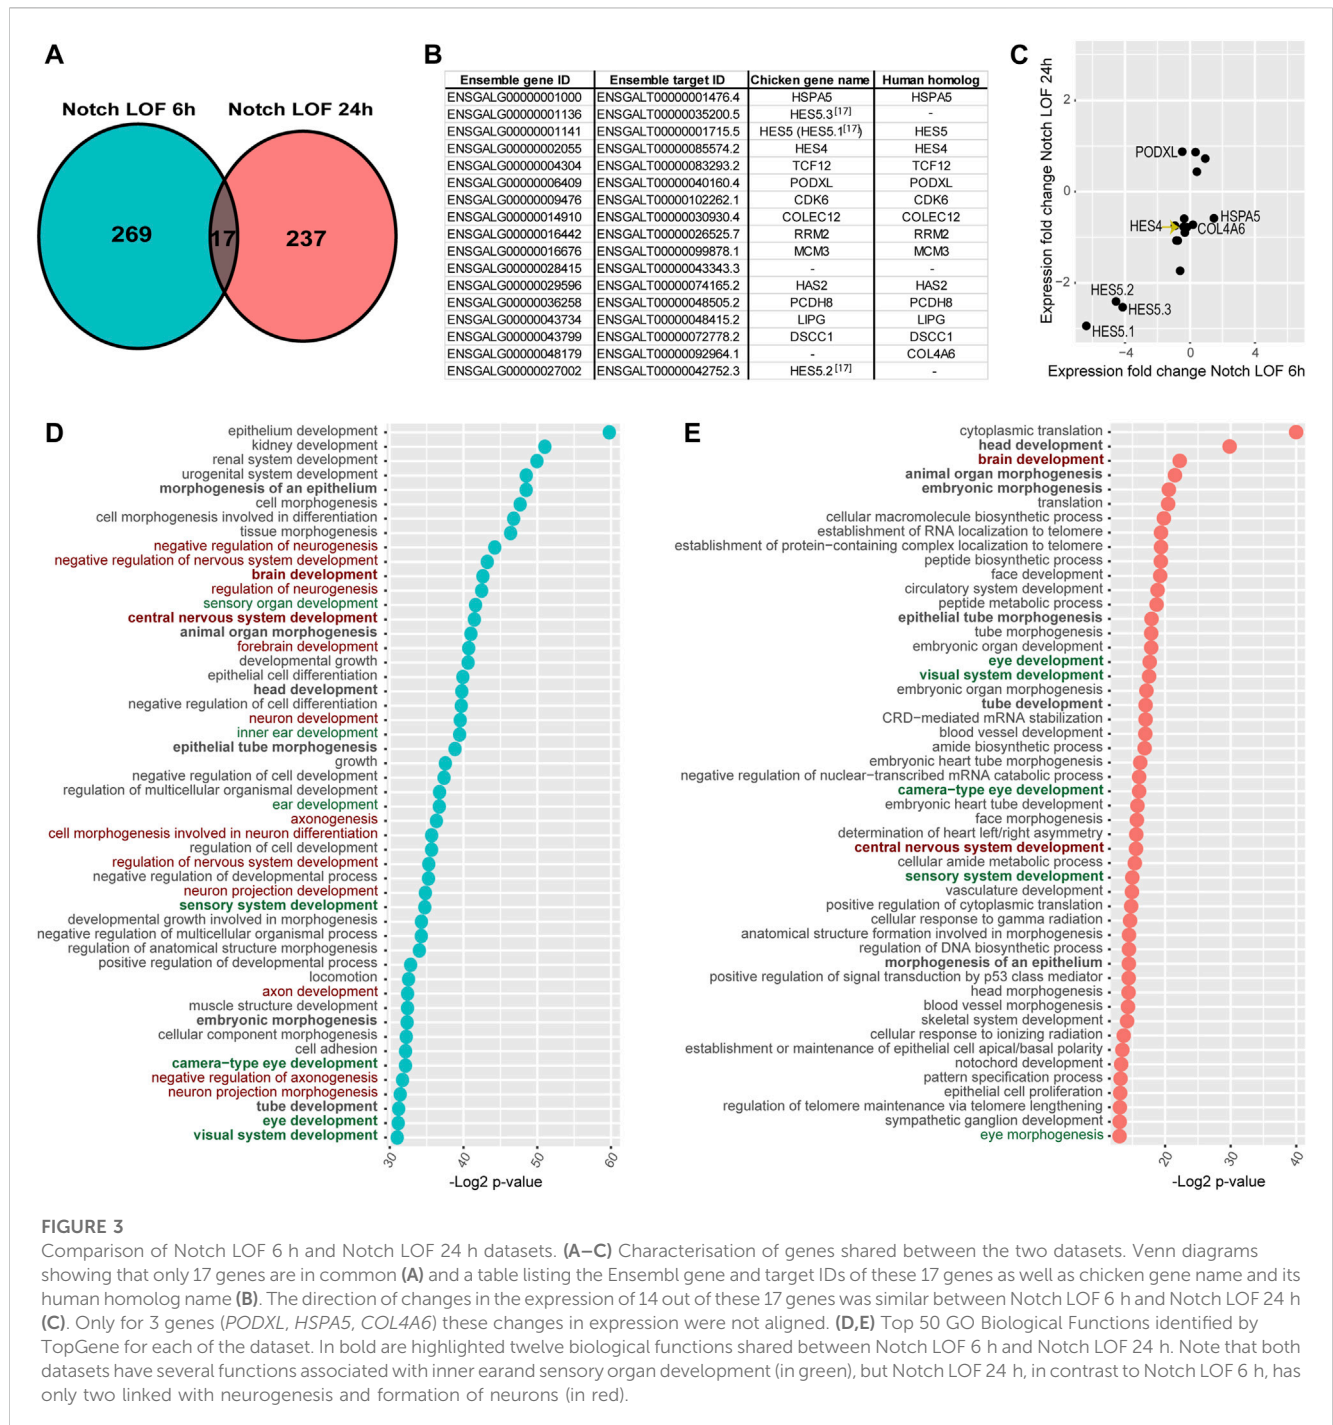 A
Notch LOF 6h
Notch LOF 24h
269
17
237
B
Ensemble gene ID Ensemble target ID Chicken gene name Human homolog
ENSGALG00000001000 ENSGALT00000001476.4 HSPA5 HSPA5
ENSGALG00000001136 ENSGALT00000035200.5 HES5.3 [17] -
ENSGALG00000001141 ENSGALT00000001715.5 HES5 (HES5.1[17]) HES5
ENSGALG00000002055 ENSGALT00000085574.2 HES4 HES4
ENSGALG00000004304 ENSGALT00000083293.2 TCF12 TCF12
ENSGALG00000006409 ENSGALT00000040160.4 PODXL PODXL
ENSGALG00000009476 ENSGALT00000102262.1 CDK6 CDK6
ENSGALG00000014910 ENSGALT00000030930.4 COLEC12 COLEC12
ENSGALG00000016442 ENSGALT00000026525.7 RRM2 RRM2
ENSGALG00000016676 ENSGALT00000099878.1 MCM3 MCM3
ENSGALG00000028415 ENSGALT00000043343.3 - -
ENSGALG00000029596 ENSGALT00000074165.2 HAS2 HAS2
ENSGALG00000036258 ENSGALT00000048505.2 PCDH8 PCDH8
ENSGALG00000043734 ENSGALT00000048415.2 LIPG LIPG
ENSGALG00000043799 ENSGALT00000072778.2 DSCC1 DSCC1
ENSGALG00000048179 ENSGALT00000092964.1 - COL4A6
ENSGALG00000027002 ENSGALT00000042752.3 HES5.2 [17] -
C
Expression fold change Notch LOF 24h
2
0
−2
PODXL
HSPA5
HES4
COL4A6
HES5.2
HES5.3
HES5.1
−4 0 4
Expression fold change Notch LOF 6h
D
epithelium development
kidney development
renal system development
urogenital system development
morphogenesis of an epithelium
cell morphogenesis
cell morphogenesis involved in differentiation
tissue morphogenesis
negative regulation of neurogenesis
negative regulation of nervous system development
brain development
regulation of neurogenesis
sensory organ development
central nervous system development
animal organ morphogenesis
forebrain development
developmental growth
epithelial cell differentiation
head development
negative regulation of cell differentiation
neuron development
inner ear development
epithelial tube morphogenesis
growth
negative regulation of cell development
regulation of multicellular organismal development
ear development
axonogenesis
cell morphogenesis involved in neuron differentiation
regulation of cell development
regulation of nervous system development
negative regulation of developmental process
neuron projection development
sensory system development
developmental growth involved in morphogenesis
negative regulation of multicellular organismal process
regulation of anatomical structure morphogenesis
positive regulation of developmental process
locomotion
axon development
muscle structure development
embryonic morphogenesis
cellular component morphogenesis
cell adhesion
camera−type eye development
negative regulation of axonogenesis
neuron projection morphogenesis
tube development
eye development
visual system development
30 40 50 60
-Log2 p-value
E
cytoplasmic translation
head development
brain development
animal organ morphogenesis
embryonic morphogenesis
translation
cellular macromolecule biosynthetic process
establishment of RNA localization to telomere
establishment of protein−containing complex localization to telomere
peptide biosynthetic process
face development
circulatory system development
peptide metabolic process
epithelial tube morphogenesis
tube morphogenesis
embryonic organ development
eye development
visual system development
embryonic organ morphogenesis
tube development
CRD−mediated mRNA stabilization
blood vessel development
amide biosynthetic process
embryonic heart tube morphogenesis
negative regulation of nuclear−transcribed mRNA catabolic process
camera−type eye development
embryonic heart tube development
face morphogenesis
determination of heart left/right asymmetry
central nervous system development
cellular amide metabolic process
sensory system development
vasculature development
positive regulation of cytoplasmic translation
cellular response to gamma radiation
anatomical structure formation involved in morphogenesis
regulation of DNA biosynthetic process
morphogenesis of an epithelium
positive regulation of signal transduction by p53 class mediator
head morphogenesis
blood vessel morphogenesis
skeletal system development
cellular response to ionizing radiation
establishment or maintenance of epithelial cell apical/basal polarity
notochord development
pattern specification process
epithelial cell proliferation
regulation of telomere maintenance via telomere lengthening
sympathetic ganglion development
eye morphogenesis
20 30 40
-Log2 p-value
FIGURE 3
Comparison of Notch LOF 6 h and Notch LOF 24 h datasets. (A–C) Characterisation of genes shared between the two datasets. Venn diagrams
showing that only 17 genes are in common (A) and a table listing the Ensembl gene and target IDs of these 17 genes as well as chicken gene name and its
human homolog name (B). The direction of changes in the expression of 14 out of these 17 genes was similar between Notch LOF 6 h and Notch LOF 24 h
(C). Only for 3 genes (PODXL, HSPA5, COL4A6) these changes in expression were not aligned. (D,E) Top 50 GO Biological Functions identified by
TopGene for each of the dataset. In bold are highlighted twelve biological functions shared between Notch LOF 6 h and Notch LOF 24 h. Note that both
datasets have several functions associated with inner earand sensory organ development (in green), but Notch LOF 24 h, in contrast to Notch LOF 6 h, has
only two linked with neurogenesis and formation of neurons (in red).